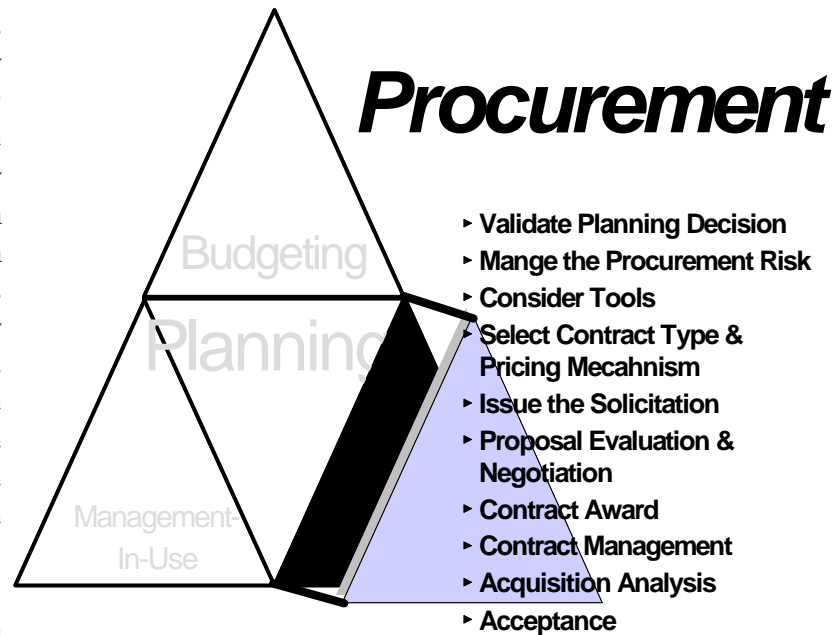 Procurement
Budgeting
Planning
Management-
In-Use
▸ Validate Planning Decision
▸ Mange the Procurement Risk
▸ Consider Tools
▸ Select Contract Type &
Pricing Mecahnism
▸ Issue the Solicitation
▸ Proposal Evaluation &
Negotiation
▸ Contract Award
▸ Contract Management
▸ Acquisition Analysis
▸ Acceptance